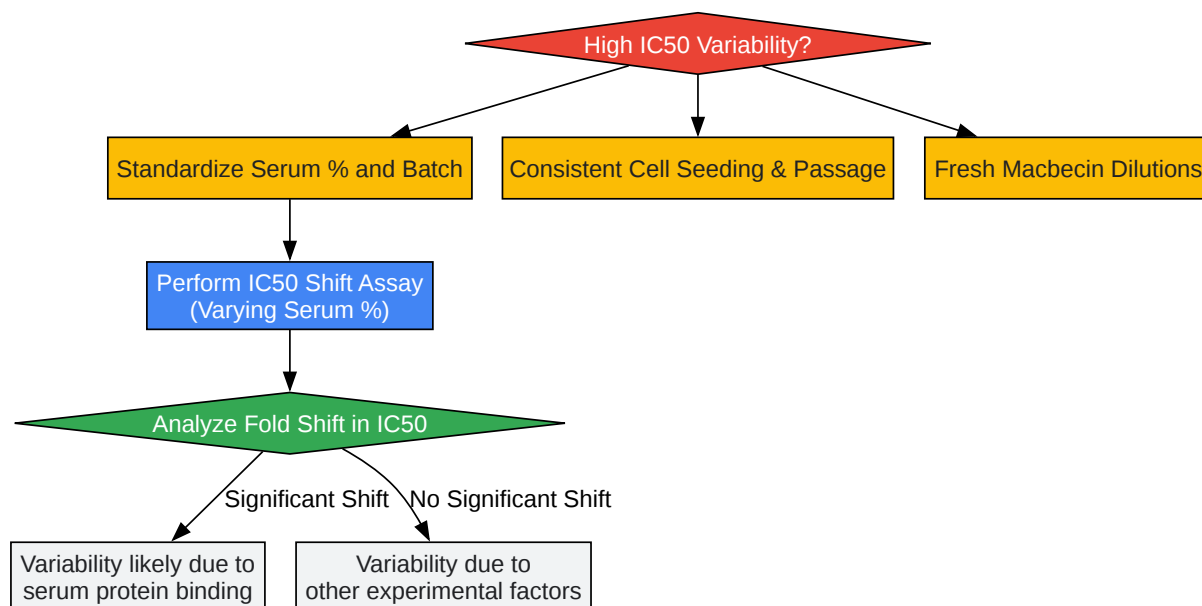 High IC50 Variability?
Standardize Serum % and Batch
Consistent Cell Seeding & Passage
Fresh Macbecin Dilutions
Perform IC50 Shift Assay
(Varying Serum %)
Analyze Fold Shift in IC50
Significant Shift
No Significant Shift
Variability likely due to
serum protein binding
Variability due to
other experimental factors